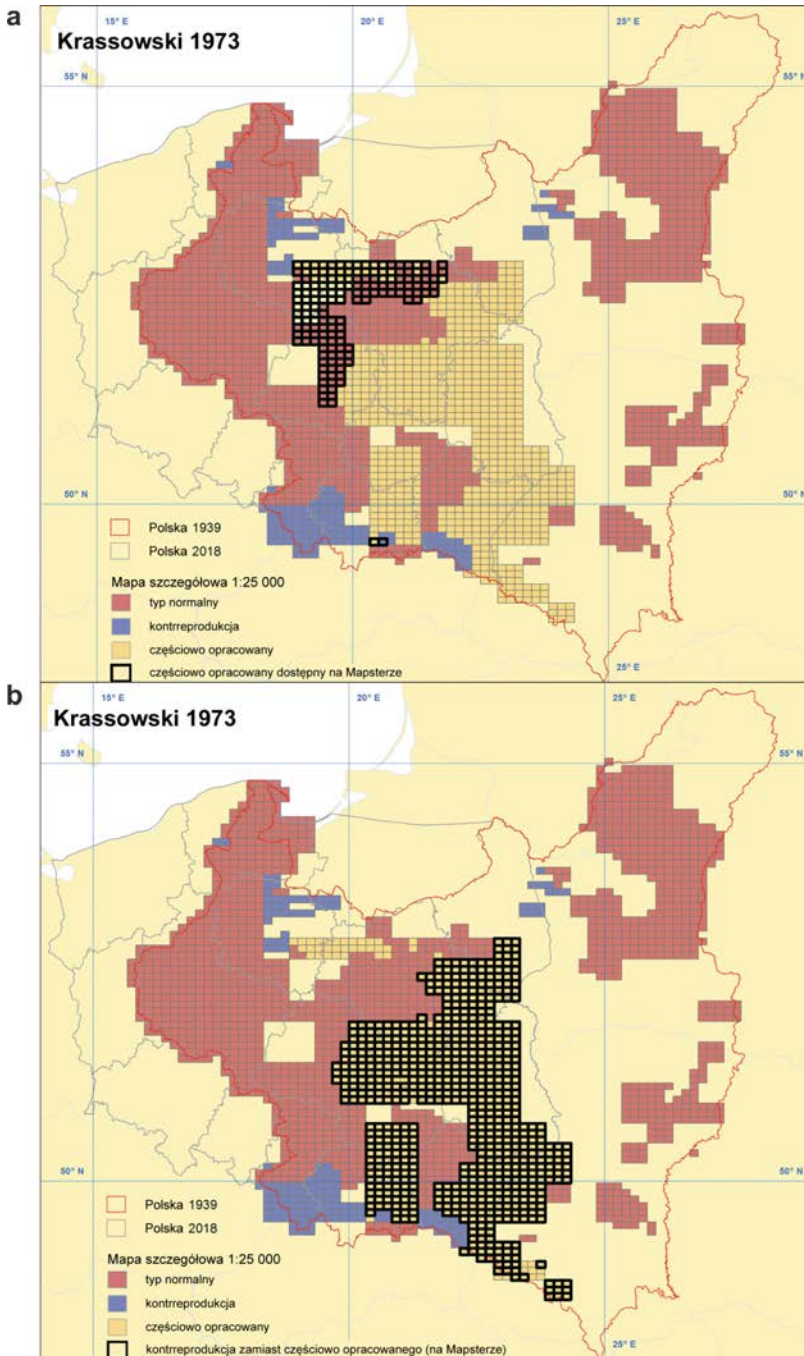 a
15° E
20° E
25° E
Krassowski 1973
55° N
55° N
50° N
50° N
Polska 1939
Polska 2018
Mapa szczegółowa 1:25 000
typ normalny
kontrreprodukcja
częściowo opracowany
częściowo opracowany dostępny na Mapsterze
25° E
b
15° E
20° E
25° E
Krassowski 1973
55° N
55° N
50° N
50° N
Polska 1939
Polska 2018
Mapa szczegółowa 1:25 000
typ normalny
kontrreprodukcja
częściowo opracowany
kontrreprodukcja zamiast częściowo opracowanego (na Mapsterze)
25° E